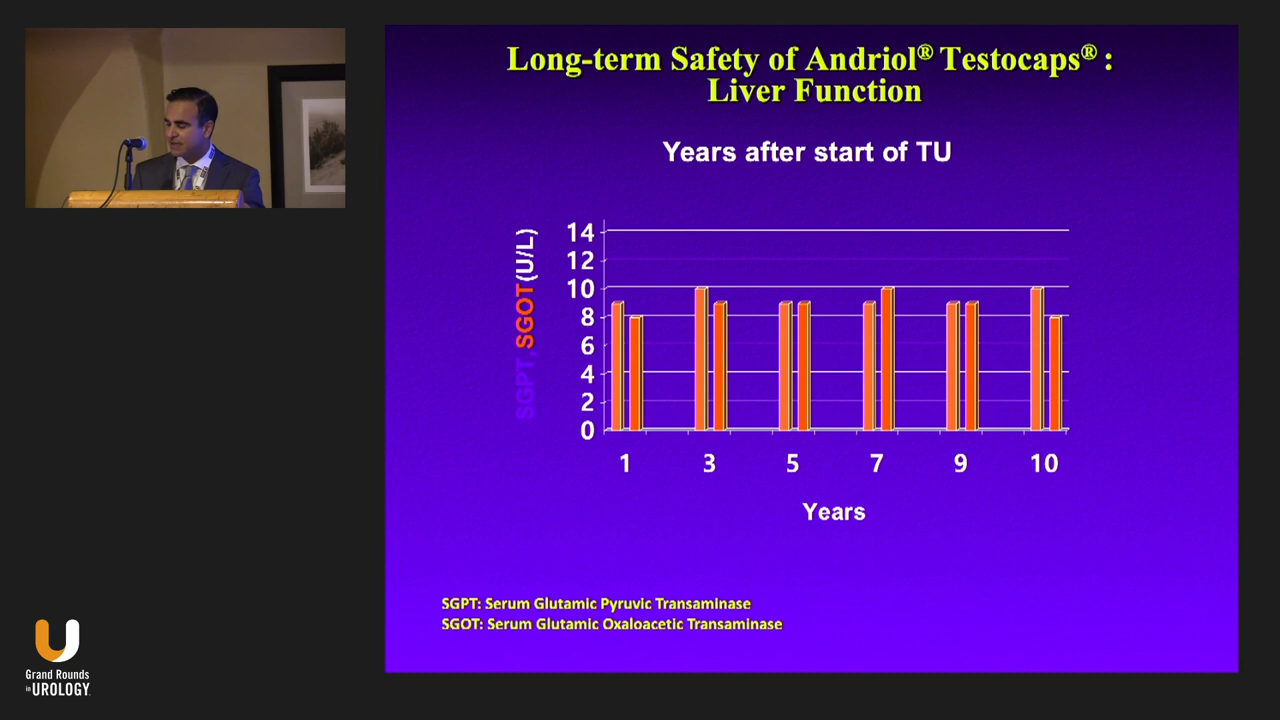 Long-term Safety of Andriol® Testocaps® :
Liver Function
Years after start of TU
SGPT, SGOT(U/L)
14
12
10
8
6
4
2
0
1 3 5 7 9 10
Years
SGPT: Serum Glutamic Pyruvic Transaminase
SGOT: Serum Glutamic Oxaloacetic Transaminase
Grand Rounds
in UROLOGY